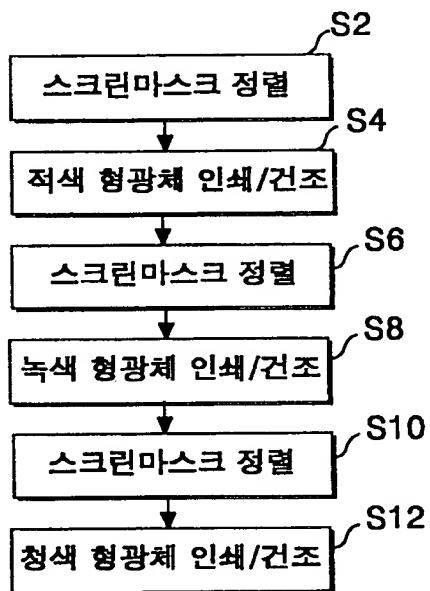 S2
스크린마스크 정렬
S4
적색 형광체 인쇄/건조
S6
스크린마스크 정렬
S8
녹색 형광체 인쇄/건조
S10
스크린마스크 정렬
S12
청색 형광체 인쇄/건조